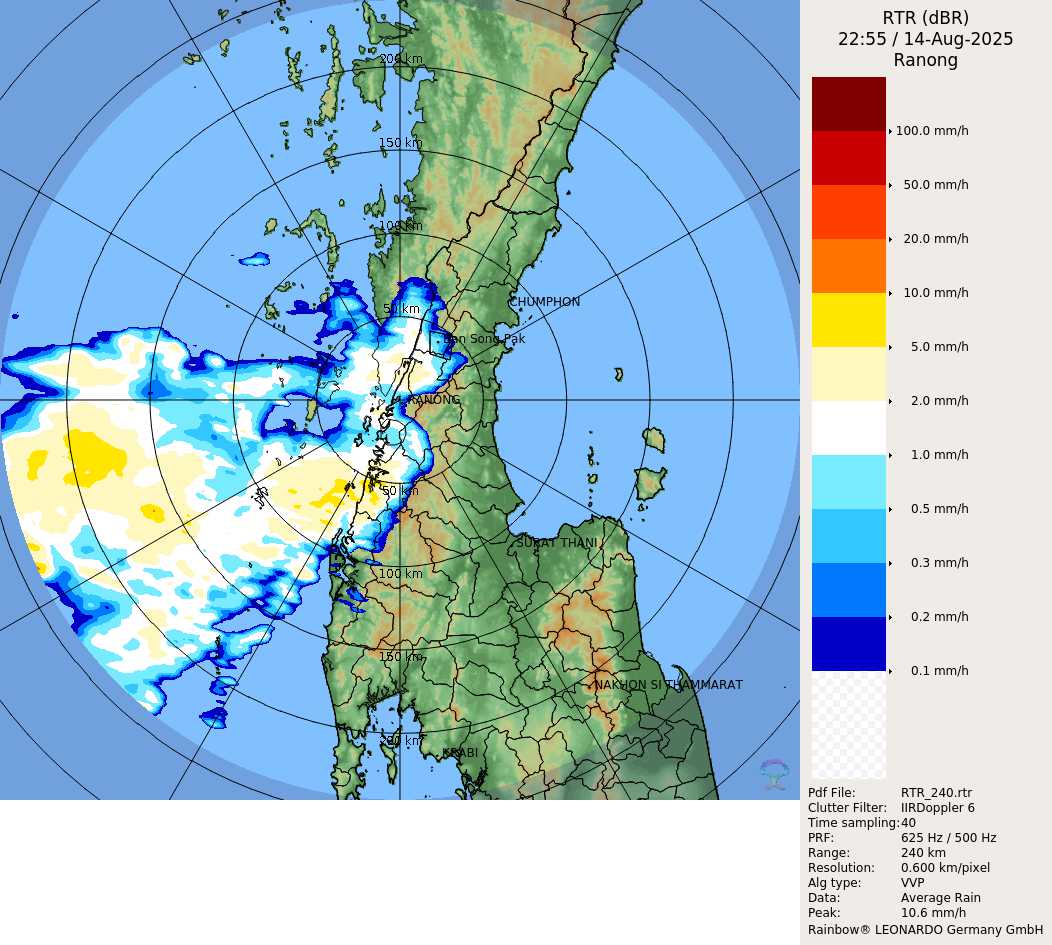 RTR (dBR)
22:55 / 14-Aug-2025
Ranong
200 km
150 km
100 km
50 km
CHUMPHON
Ban Song Pak
RANONG
50 km
SURAT THANI
100 km
150 km
NAKHON SI THAMMARAT
200 km
KRABI
100.0 mm/h
50.0 mm/h
20.0 mm/h
10.0 mm/h
5.0 mm/h
2.0 mm/h
1.0 mm/h
0.5 mm/h
0.3 mm/h
0.2 mm/h
0.1 mm/h
Pdf File: RTR_240.rtr
Clutter Filter: IIRDoppler 6
Time sampling:40
PRF: 625 Hz / 500 Hz
Range: 240 km
Resolution: 0.600 km/pixel
Alg type: VVP
Data: Average Rain
Peak: 10.6 mm/h
Rainbow® LEONARDO Germany GmbH